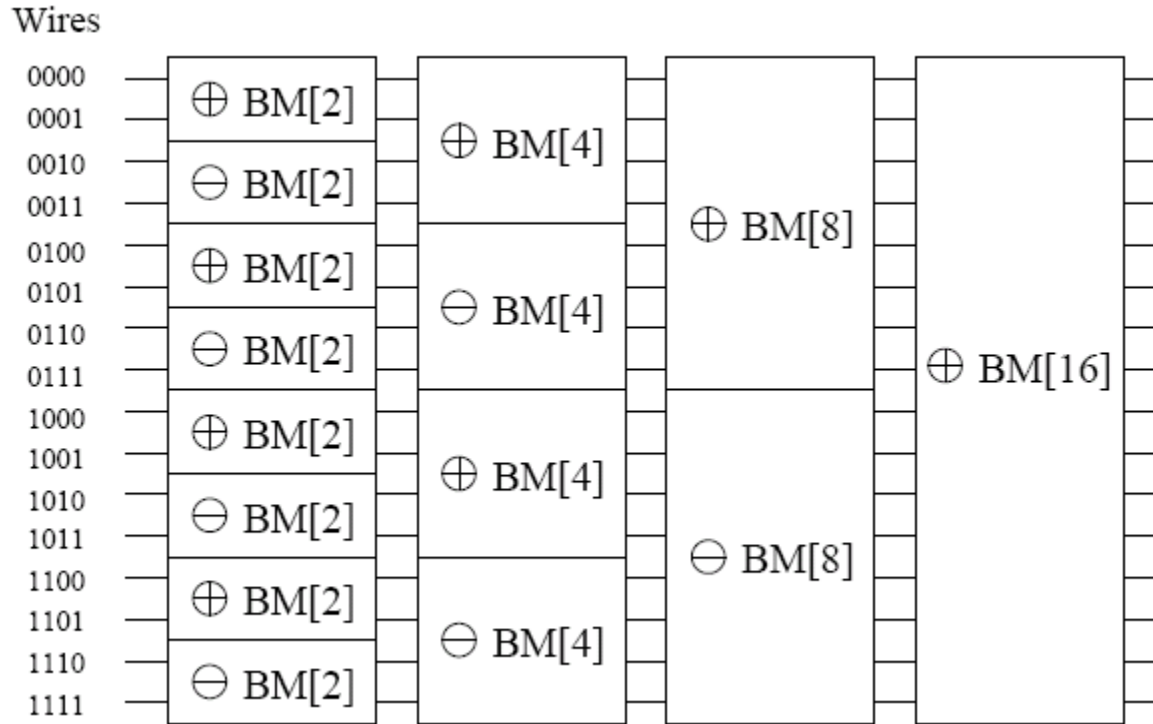 Wires
0000
0001
0010
0011
0100
0101
0110
0111
1000
1001
1010
1011
1100
1101
1110
1111
⊕ BM[2]
⊖ BM[2]
⊕ BM[2]
⊖ BM[2]
⊕ BM[2]
⊖ BM[2]
⊕ BM[2]
⊖ BM[2]
⊕ BM[4]
⊖ BM[4]
⊕ BM[4]
⊖ BM[4]
⊕ BM[8]
⊖ BM[8]
⊕ BM[16]